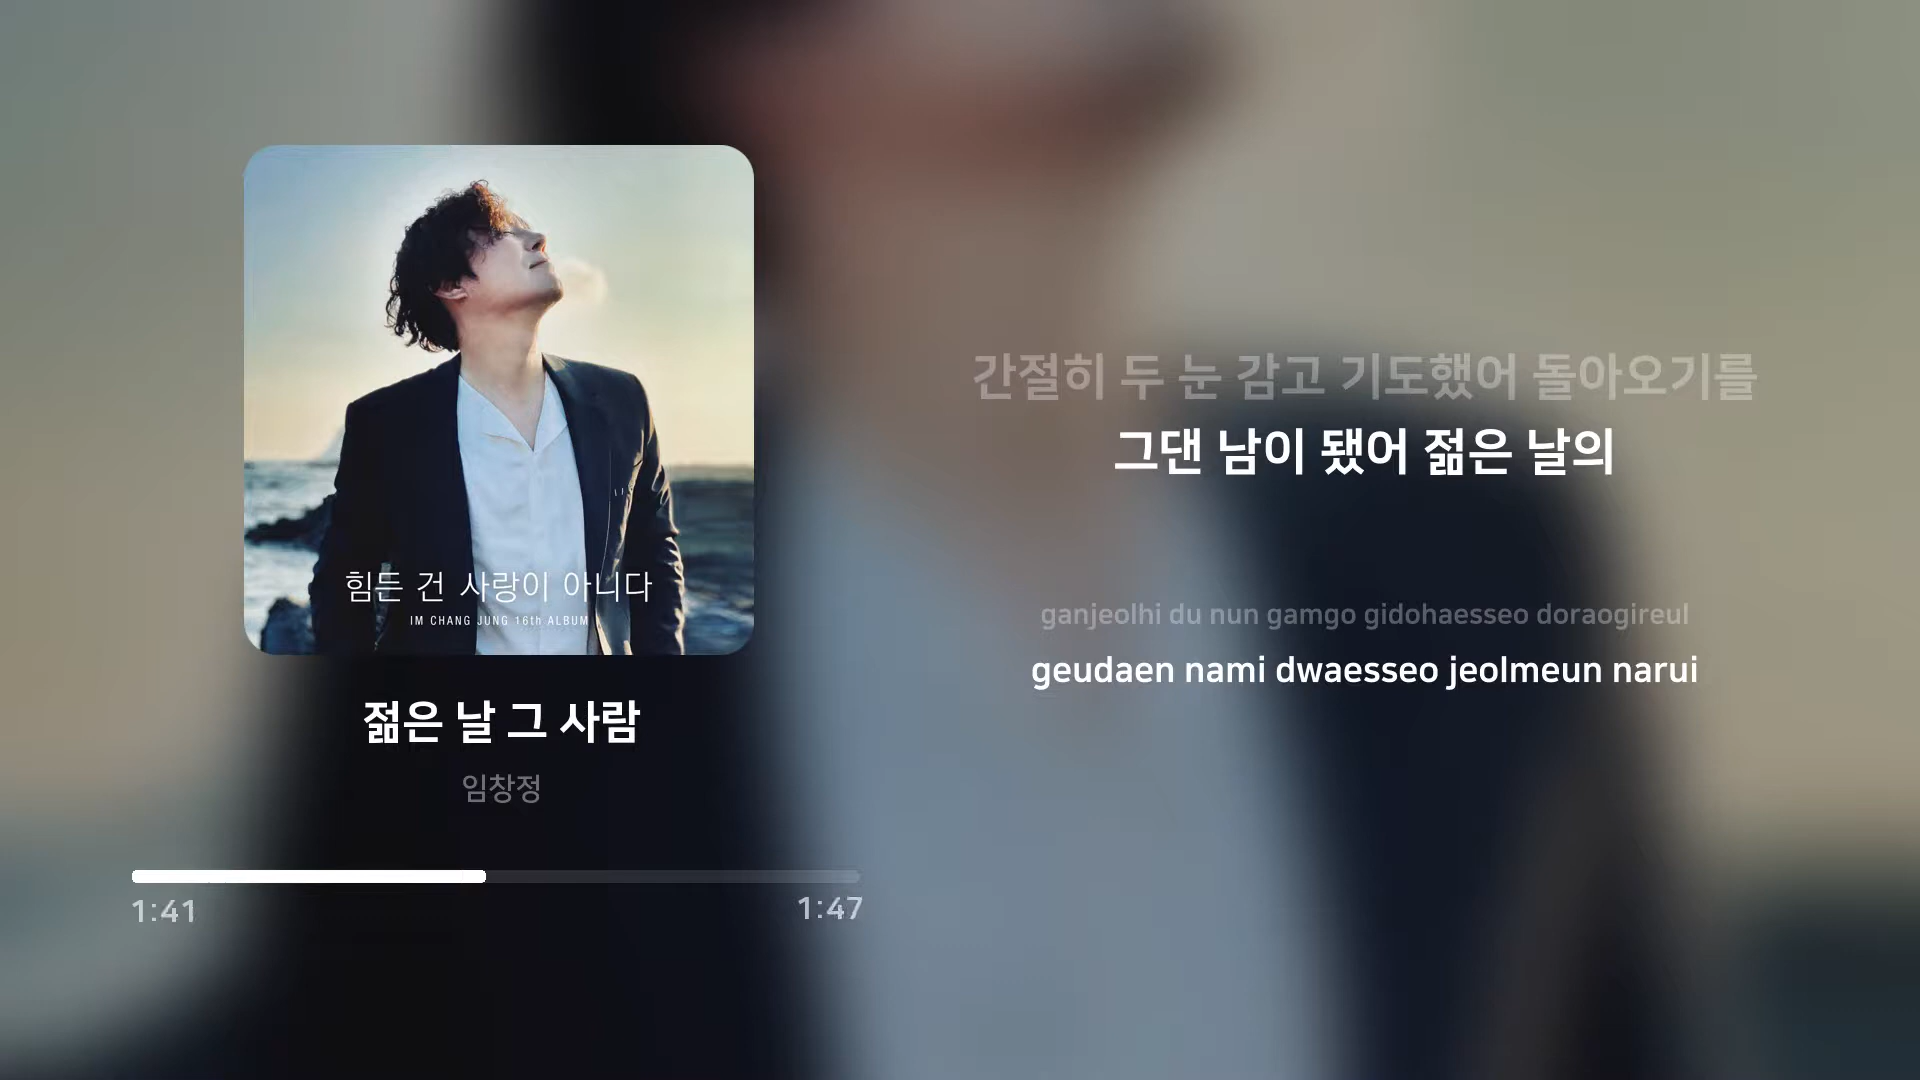 힘든 건 사랑이 아니다
IM CHANG JUNG 16th ALBUM
젊은 날 그 사람
임창정
1:41
1:47
간절히 두 눈 감고 기도했어 돌아오기를
그댄 남이 됐어 젊은 날의
ganjeolhi du nun gamgo gidohaesseo doraogireul
geudaen nami dwaesseo jeolmeun narui